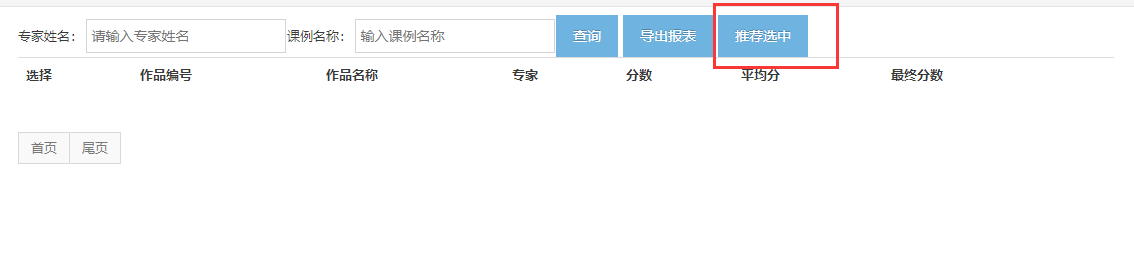 专家姓名： 请输入专家姓名 课例名称： 输入课例名称 查询 导出报表 推荐选中
选择 作品编号 作品名称 专家 分数 平均分 最终分数
首页 尾页